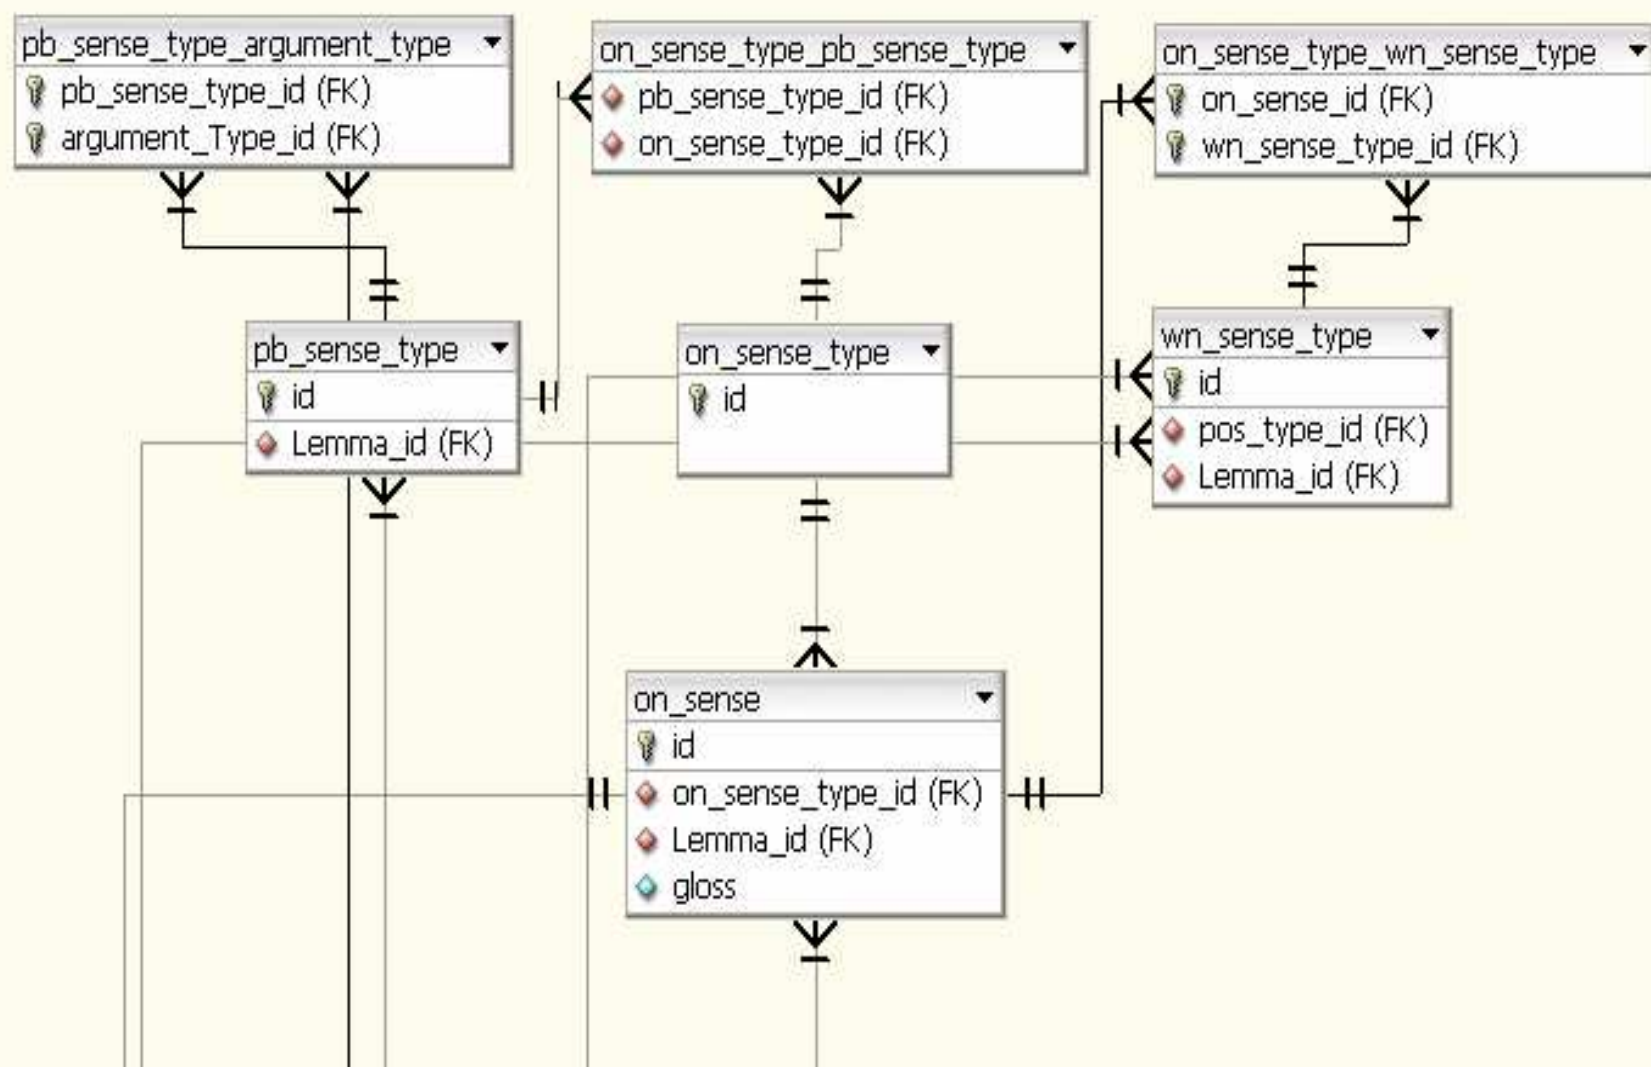 pb_sense_type_argument_type
pb_sense_type_id (FK)
argument_Type_id (FK)
on_sense_type_pb_sense_type
pb_sense_type_id (FK)
on_sense_type_id (FK)
on_sense_type_wn_sense_type
on_sense_id (FK)
wn_sense_type_id (FK)
pb_sense_type
id
Lemma_id (FK)
on_sense_type
id
wn_sense_type
id
pos_type_id (FK)
Lemma_id (FK)
on_sense
id
on_sense_type_id (FK)
Lemma_id (FK)
gloss